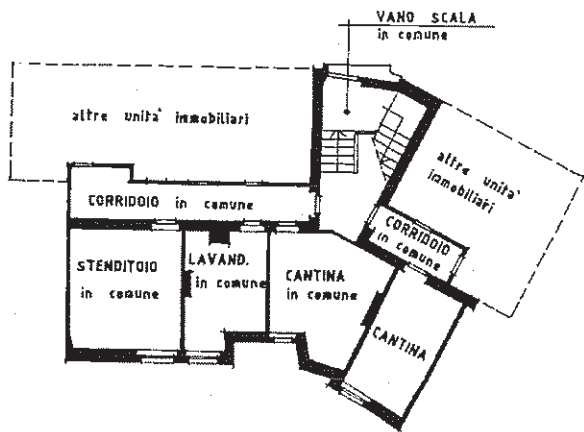 VANO SCALA
in comune
altre unita' immobiliari
altre unita'
immobiliari
CORRIDOIO in comune
CORRIDOIO
in comune
STENDITOIO
in comune
LAVAND.
in comune
CANTINA
in comune
CANTINA